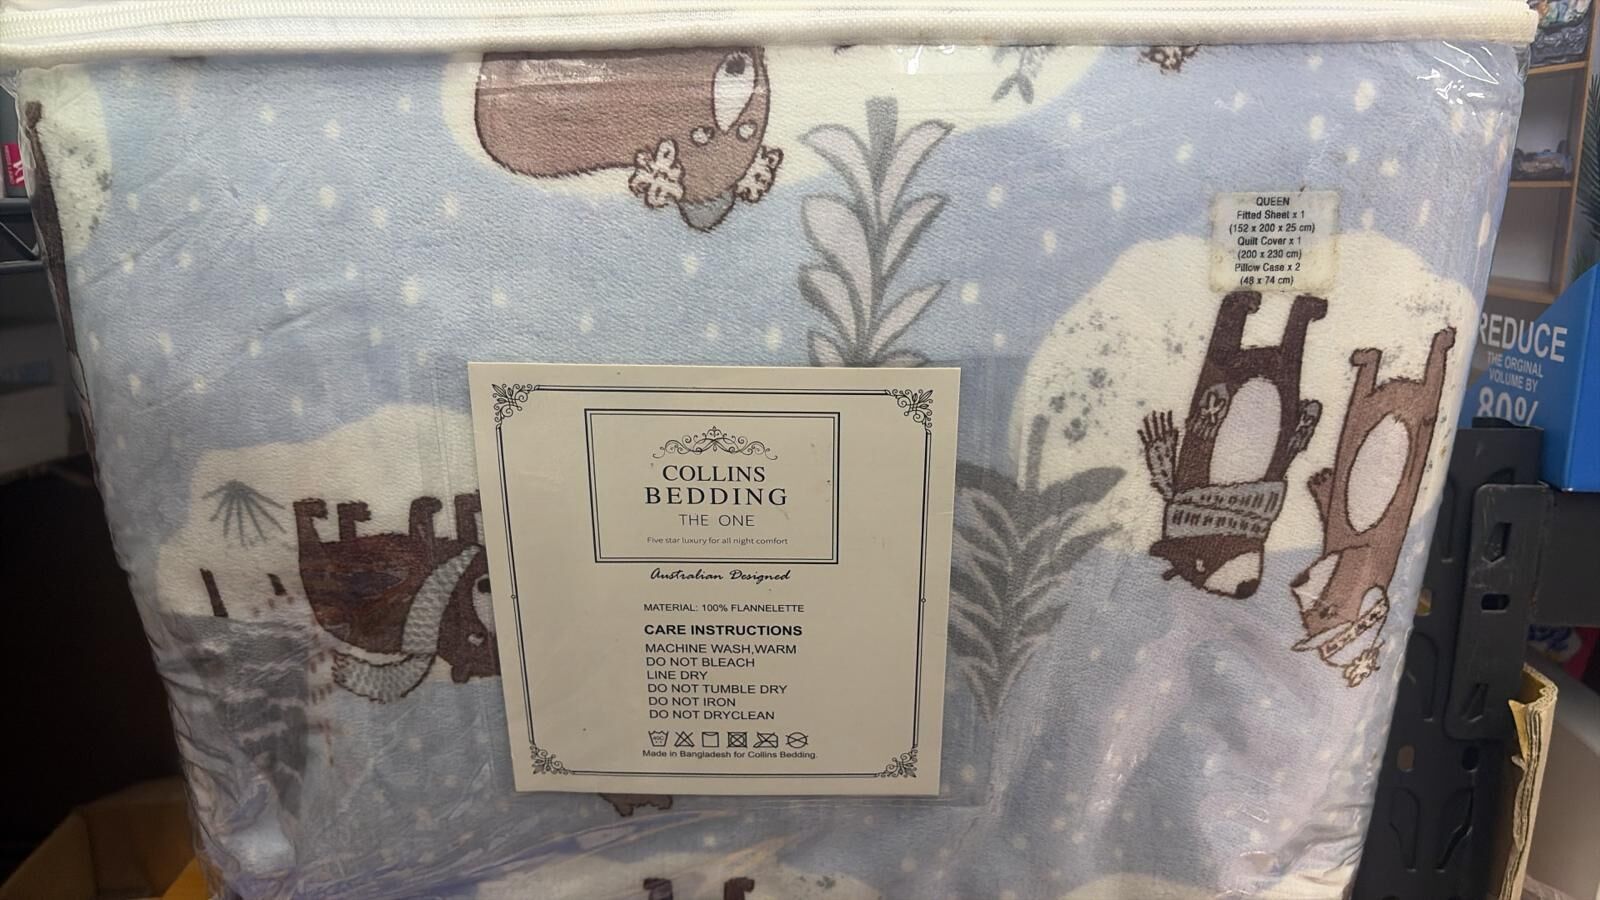 QUEEN
Fitted Sheet x 1
(152 x 200 x 25 cm)
Quilt Cover x 1
(200 x 230 cm)
Pillow Case x 2
(48 x 74 cm)
REDUCE
THE ORGINAL
VOLUME BY
80%
COLLINS
BEDDING
THE ONE
Five star luxury for all night comfort
Australian Designed
MATERIAL: 100% FLANNELETTE
CARE INSTRUCTIONS
MACHINE WASH,WARM
DO NOT BLEACH
LINE DRY
DO NOT TUMBLE DRY
DO NOT IRON
DO NOT DRYCLEAN
Made in Bangladesh for Collins Bedding.